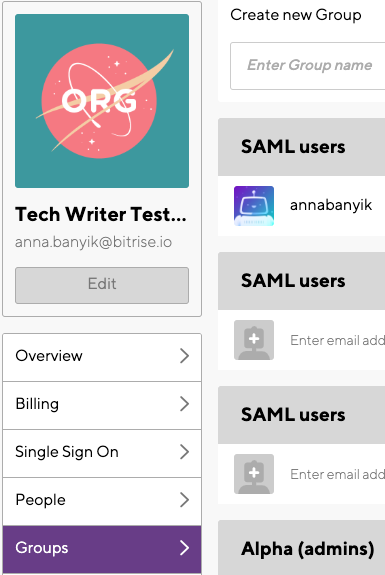 ORG
Tech Writer Test...
anna.banyik@bitrise.io
Edit
Overview
Billing
Single Sign On
People
Groups
Create new Group
Enter Group name
SAML users
annabanyik
SAML users
Enter email add
SAML users
Enter email add
Alpha (admins)